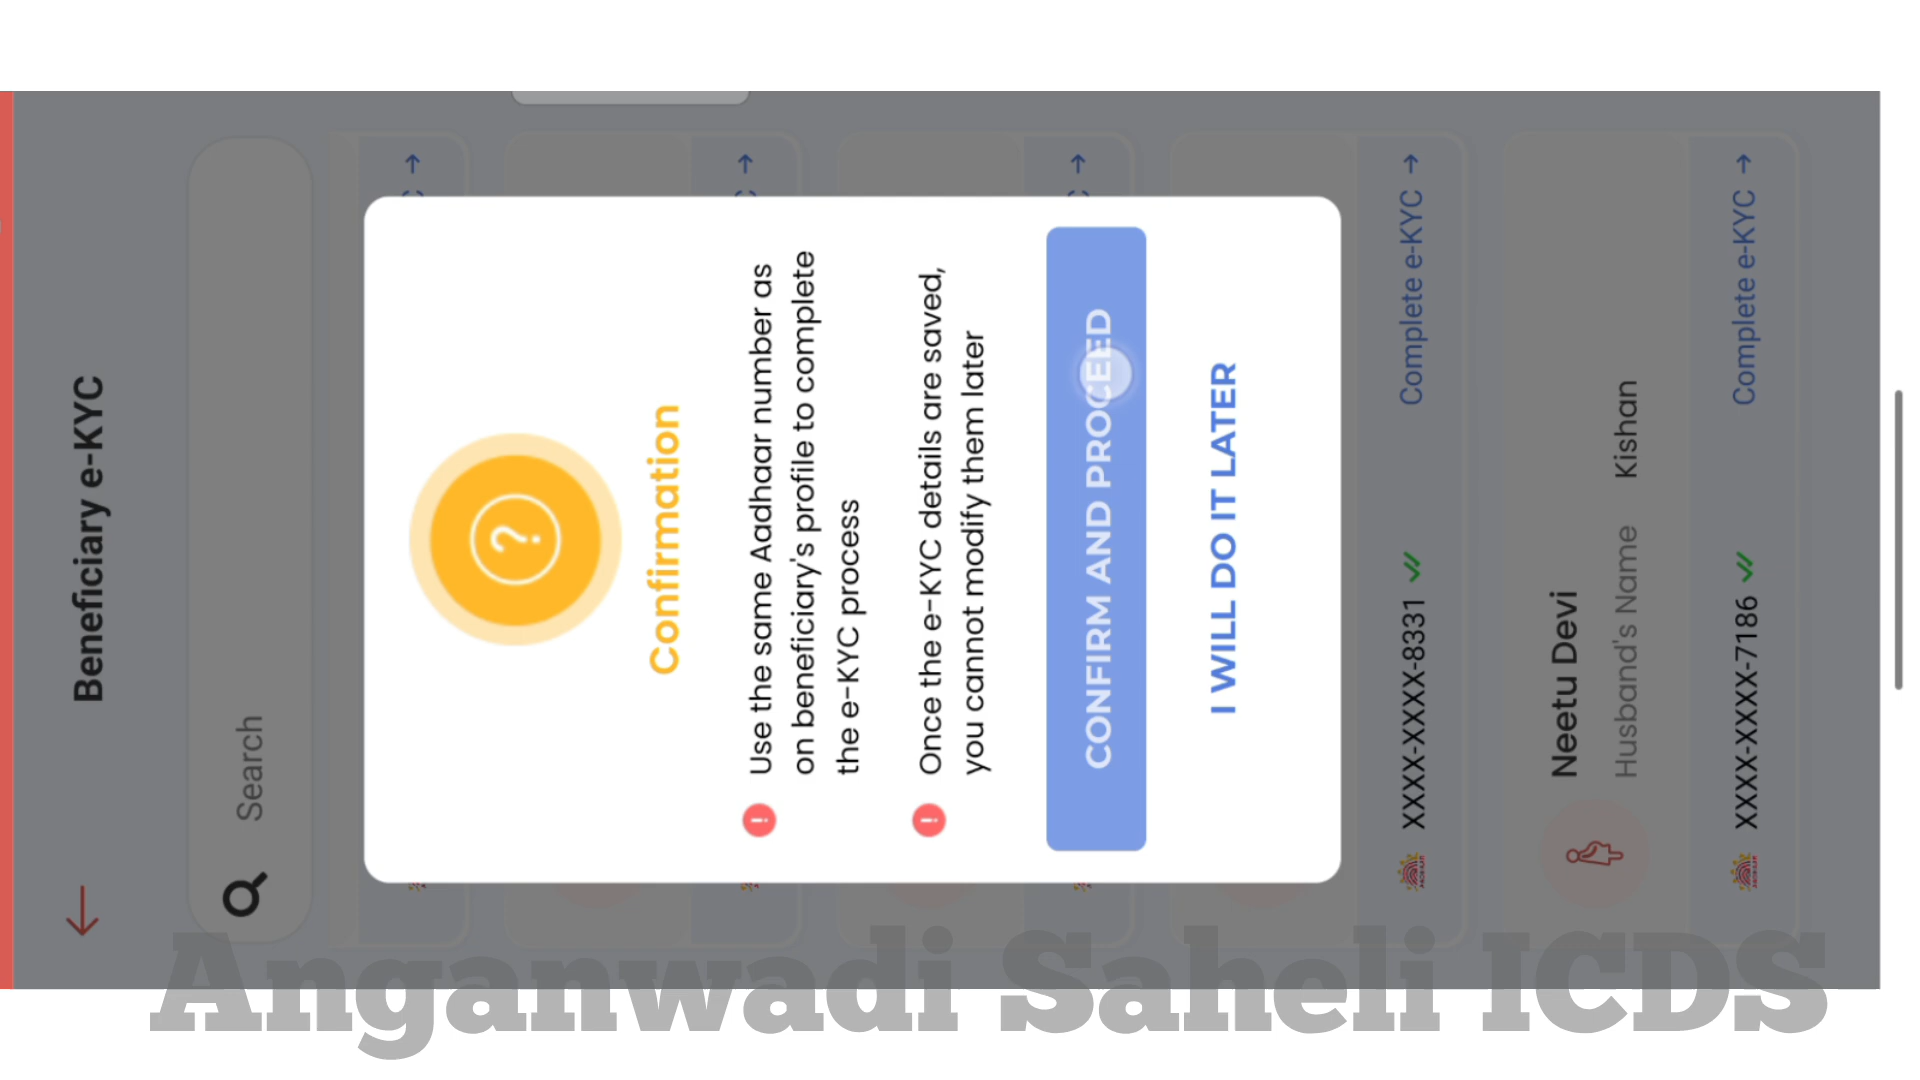 Beneficiary e-KYC
Search
Confirmation
Use the same Aadhaar number as
on beneficiary's profile to complete
the e-KYC process
Once the e-KYC details are saved,
you cannot modify them later
CONFIRM AND PROCEED
I WILL DO IT LATER
XXXX-XXXX-8331 Complete e-KYC →
Neetu Devi
Husband's Name Kishan
XXXX-XXXX-7186 Complete e-KYC →
Anganwadi Saheli ICDS